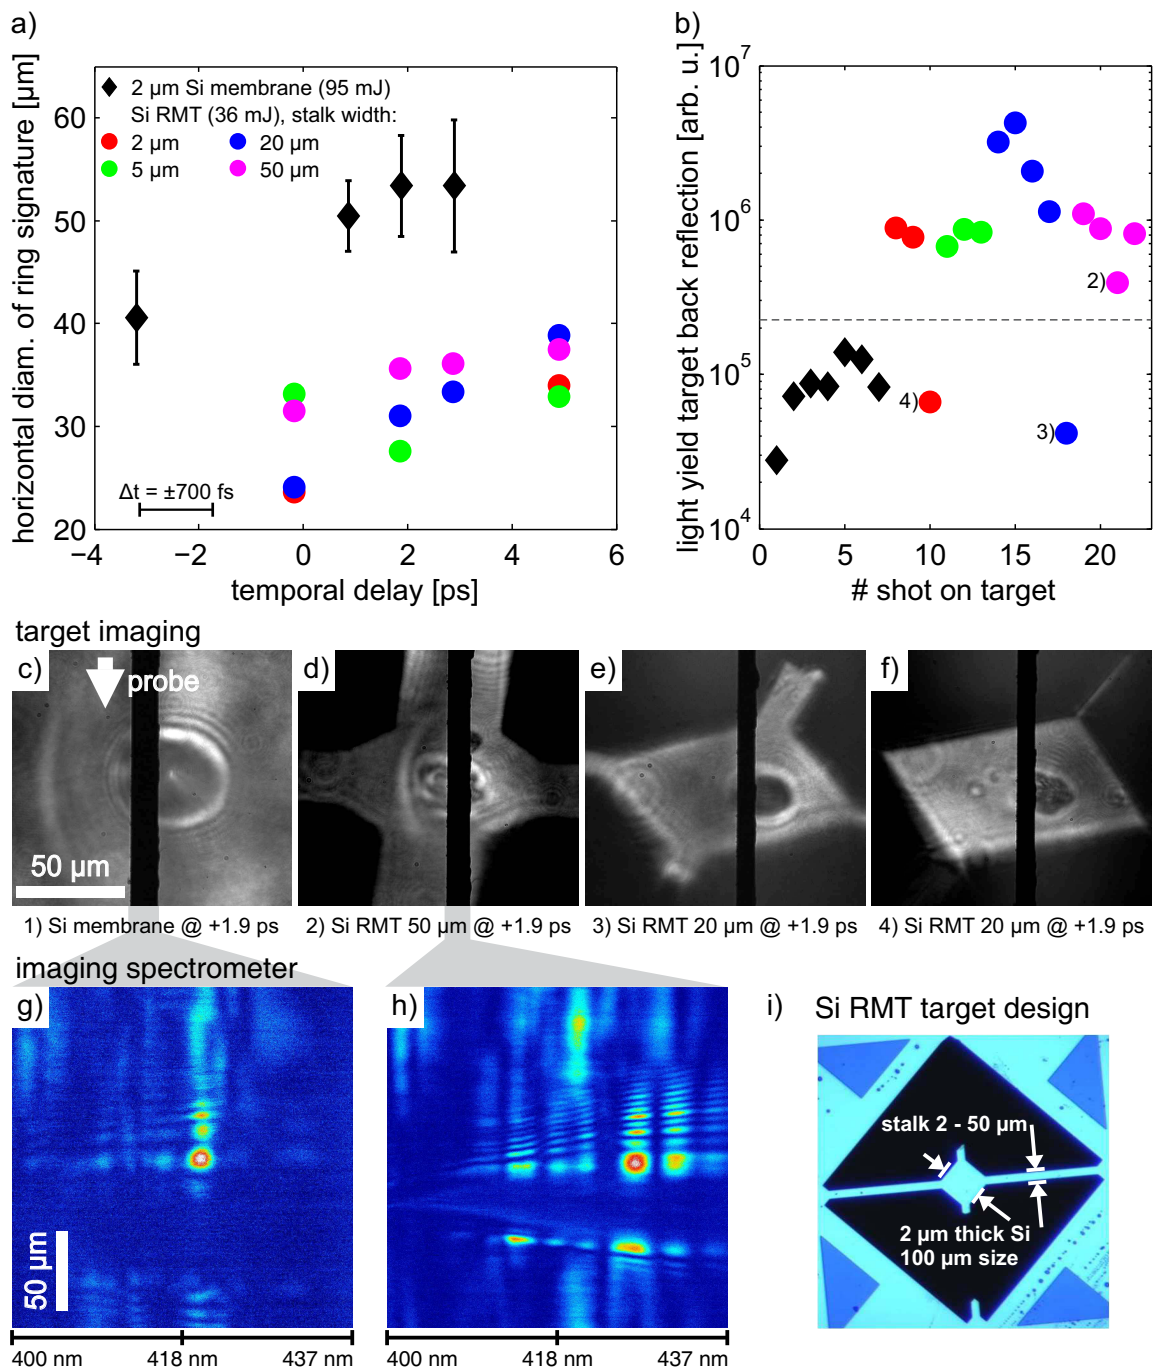 a)
horizontal diam. of ring signature [µm]
60
50
40
30
20
2 µm Si membrane (95 mJ)
Si RMT (36 mJ), stalk width:
2 µm
20 µm
5 µm
50 µm
Δt = ±700 fs
−4
−2
0
2
4
6
temporal delay [ps]
b)
light yield target back reflection [arb. u.]
10^7
10^6
10^5
10^4
2)
4)
3)
0
5
10
15
20
# shot on target
target imaging
c)
probe
50 µm
d)
e)
f)
1) Si membrane @ +1.9 ps
2) Si RMT 50 µm @ +1.9 ps
3) Si RMT 20 µm @ +1.9 ps
4) Si RMT 20 µm @ +1.9 ps
imaging spectrometer
g)
50 µm
400 nm
418 nm
437 nm
h)
400 nm
418 nm
437 nm
i)
Si RMT target design
stalk 2 - 50 µm
2 µm thick Si
100 µm size